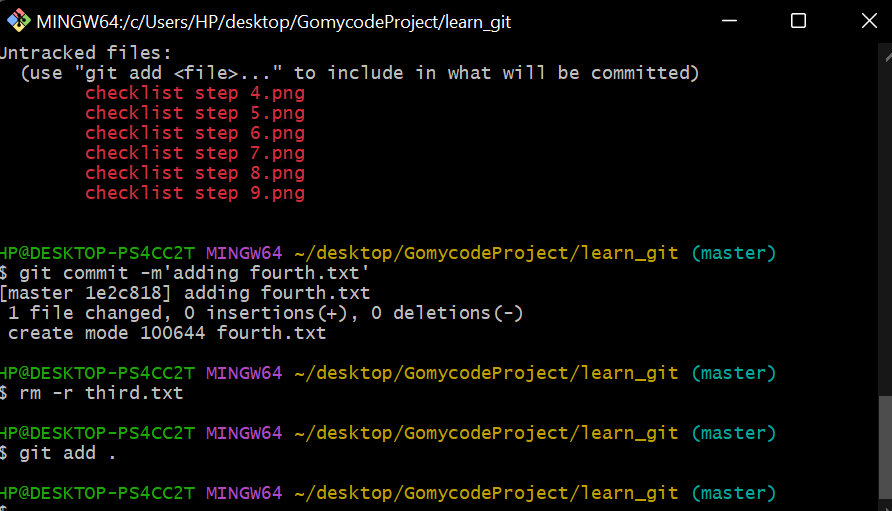 MINGW64:/c/Users/HP/desktop/GomycodeProject/learn_git
Untracked files:
  (use "git add <file>..." to include in what will be committed)
        checklist step 4.png
        checklist step 5.png
        checklist step 6.png
        checklist step 7.png
        checklist step 8.png
        checklist step 9.png
HP@DESKTOP-PS4CC2T MINGW64 ~/desktop/GomycodeProject/learn_git (master)
$ git commit -m'adding fourth.txt'
[master 1e2c818] adding fourth.txt
 1 file changed, 0 insertions(+), 0 deletions(-)
 create mode 100644 fourth.txt
HP@DESKTOP-PS4CC2T MINGW64 ~/desktop/GomycodeProject/learn_git (master)
$ rm -r third.txt
HP@DESKTOP-PS4CC2T MINGW64 ~/desktop/GomycodeProject/learn_git (master)
$ git add .
HP@DESKTOP-PS4CC2T MINGW64 ~/desktop/GomycodeProject/learn_git (master)
$